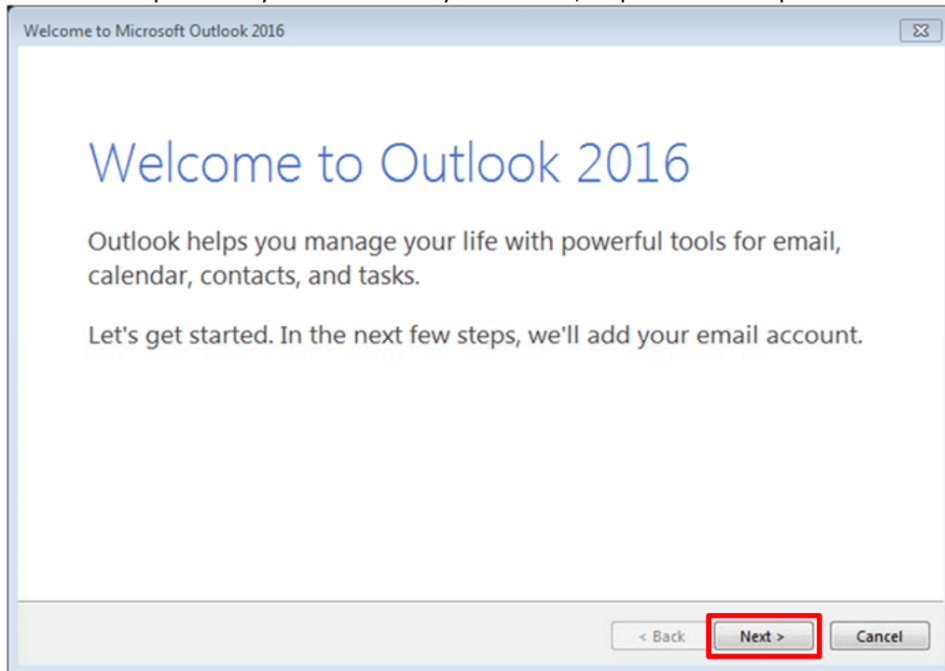 Welcome to Microsoft Outlook 2016
Welcome to Outlook 2016
Outlook helps you manage your life with powerful tools for email,
calendar, contacts, and tasks.
Let's get started. In the next few steps, we'll add your email account.
< Back Next > Cancel